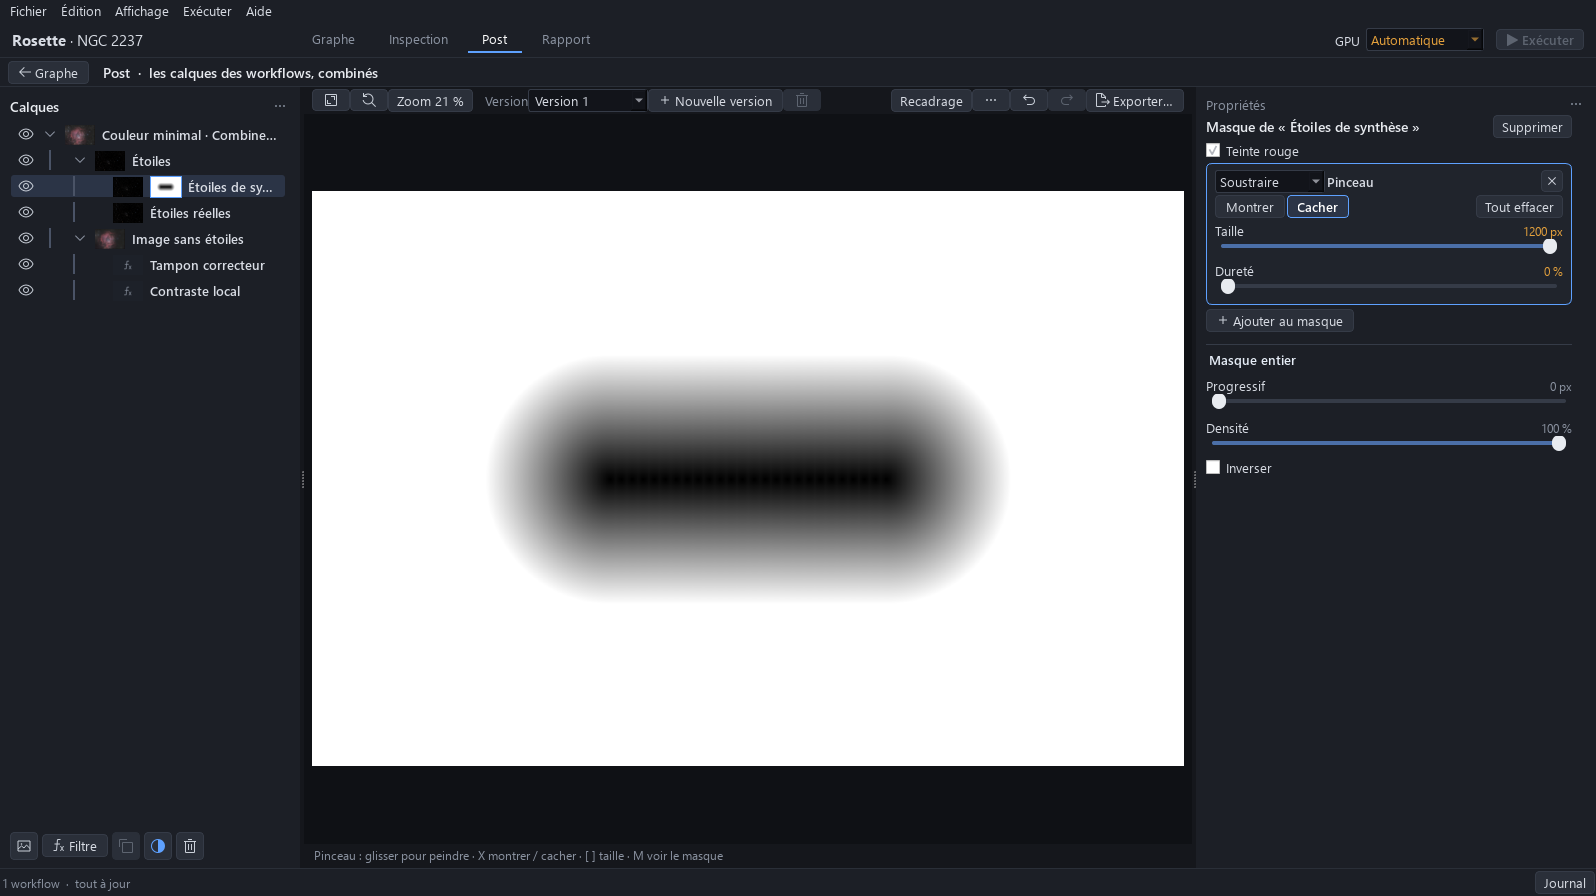 Fichier Édition Affichage Exécuter Aide
Rosette · NGC 2237 Graphe Inspection Post Rapport GPU Automatique Exécuter
Graphe Post · les calques des workflows, combinés
Calques ...
Couleur minimal · Combine...
Étoiles
Étoiles de sy...
Étoiles réelles
Image sans étoiles
fx Tampon correcteur
fx Contraste local
fx Filtre
Zoom 21 % Version Version 1 + Nouvelle version Recadrage ... Exporter...
Pinceau : glisser pour peindre · X montrer / cacher · [ ] taille · M voir le masque
Propriétés ...
Masque de « Étoiles de synthèse » Supprimer
Teinte rouge
Soustraire Pinceau
Montrer Cacher Tout effacer
Taille 1200 px
Dureté 0 %
+ Ajouter au masque
Masque entier
Progressif 0 px
Densité 100 %
Inverser
1 workflow · tout à jour Journal